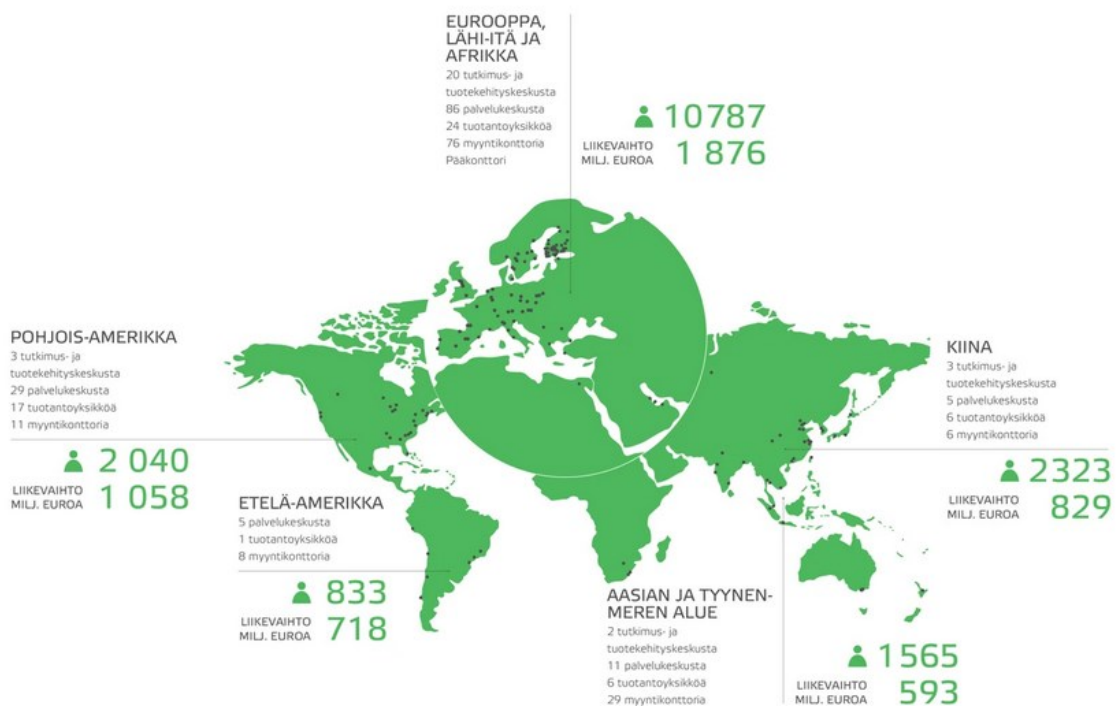 EUROOPPA,
LÄHI-ITÄ JA
AFRIKKA
20 tutkimus- ja
tuotekehityskeskusta
86 palvelukeskusta
24 tuotantoyksikköä
76 myyntikonttoria
Pääkonttori
10 787
LIIKEVAIHTO
MILJ. EUROA
1 876
POHJOIS-AMERIKKA
3 tutkimus- ja
tuotekehityskeskusta
29 palvelukeskusta
17 tuotantoyksikköä
11 myyntikonttoria
2 040
LIIKEVAIHTO
MILJ. EUROA
1 058
KIINA
3 tutkimus- ja
tuotekehityskeskusta
5 palvelukeskusta
6 tuotantoyksikköä
6 myyntikonttoria
2323
LIIKEVAIHTO
MILJ. EUROA
829
ETELÄ-AMERIKKA
5 palvelukeskusta
1 tuotantoyksikköä
8 myyntikonttoria
833
LIIKEVAIHTO
MILJ. EUROA
718
AASIAN JA TYYNEN-
MEREN ALUE
2 tutkimus- ja
tuotekehityskeskusta
11 palvelukeskusta
6 tuotantoyksikköä
29 myyntikonttoria
1 565
LIIKEVAIHTO
MILJ. EUROA
593